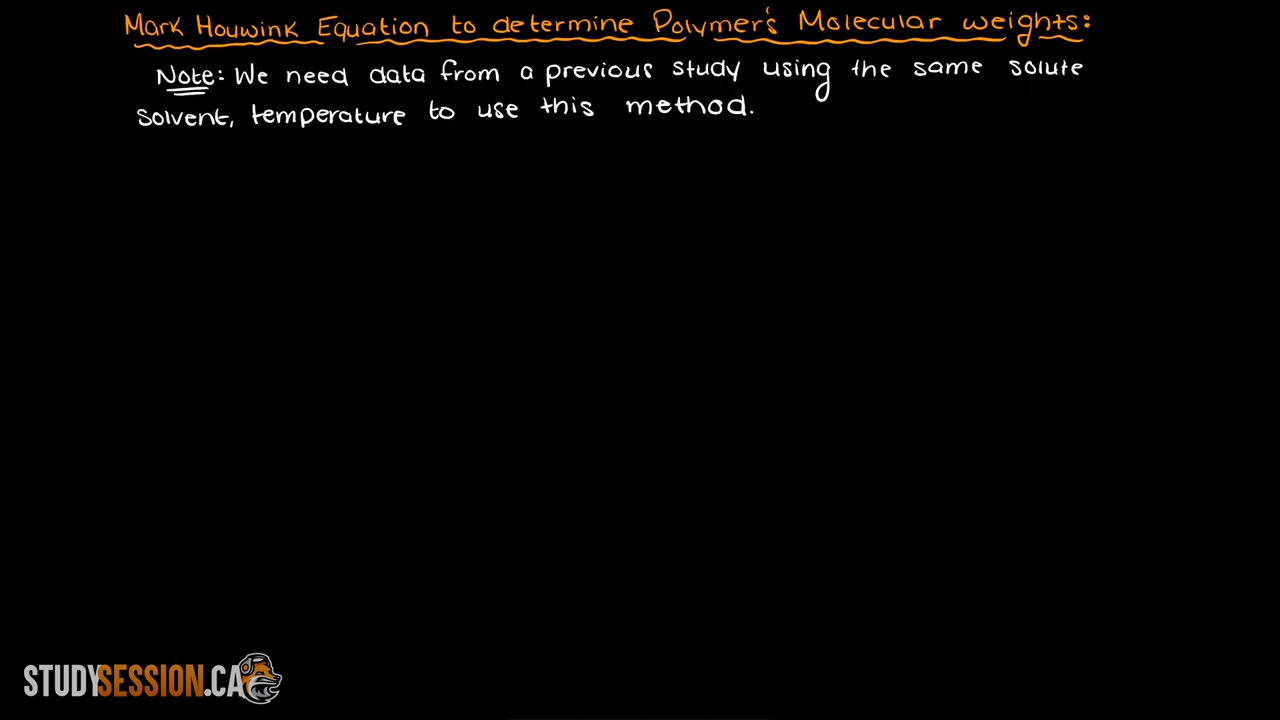 Mark Houwink Equation to determine Polymer's Molecular weights:
Note: We need data from a previous study using the same solute
solvent, temperature to use this method.
STUDYSESSION.CA